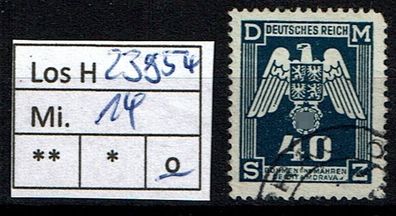 Los H 23954
Mi. 14
** * o
DEUTSCHES REICH
D M
40
S Z
BÖHMEN UND MÄHREN
ČECHY A MORAVA